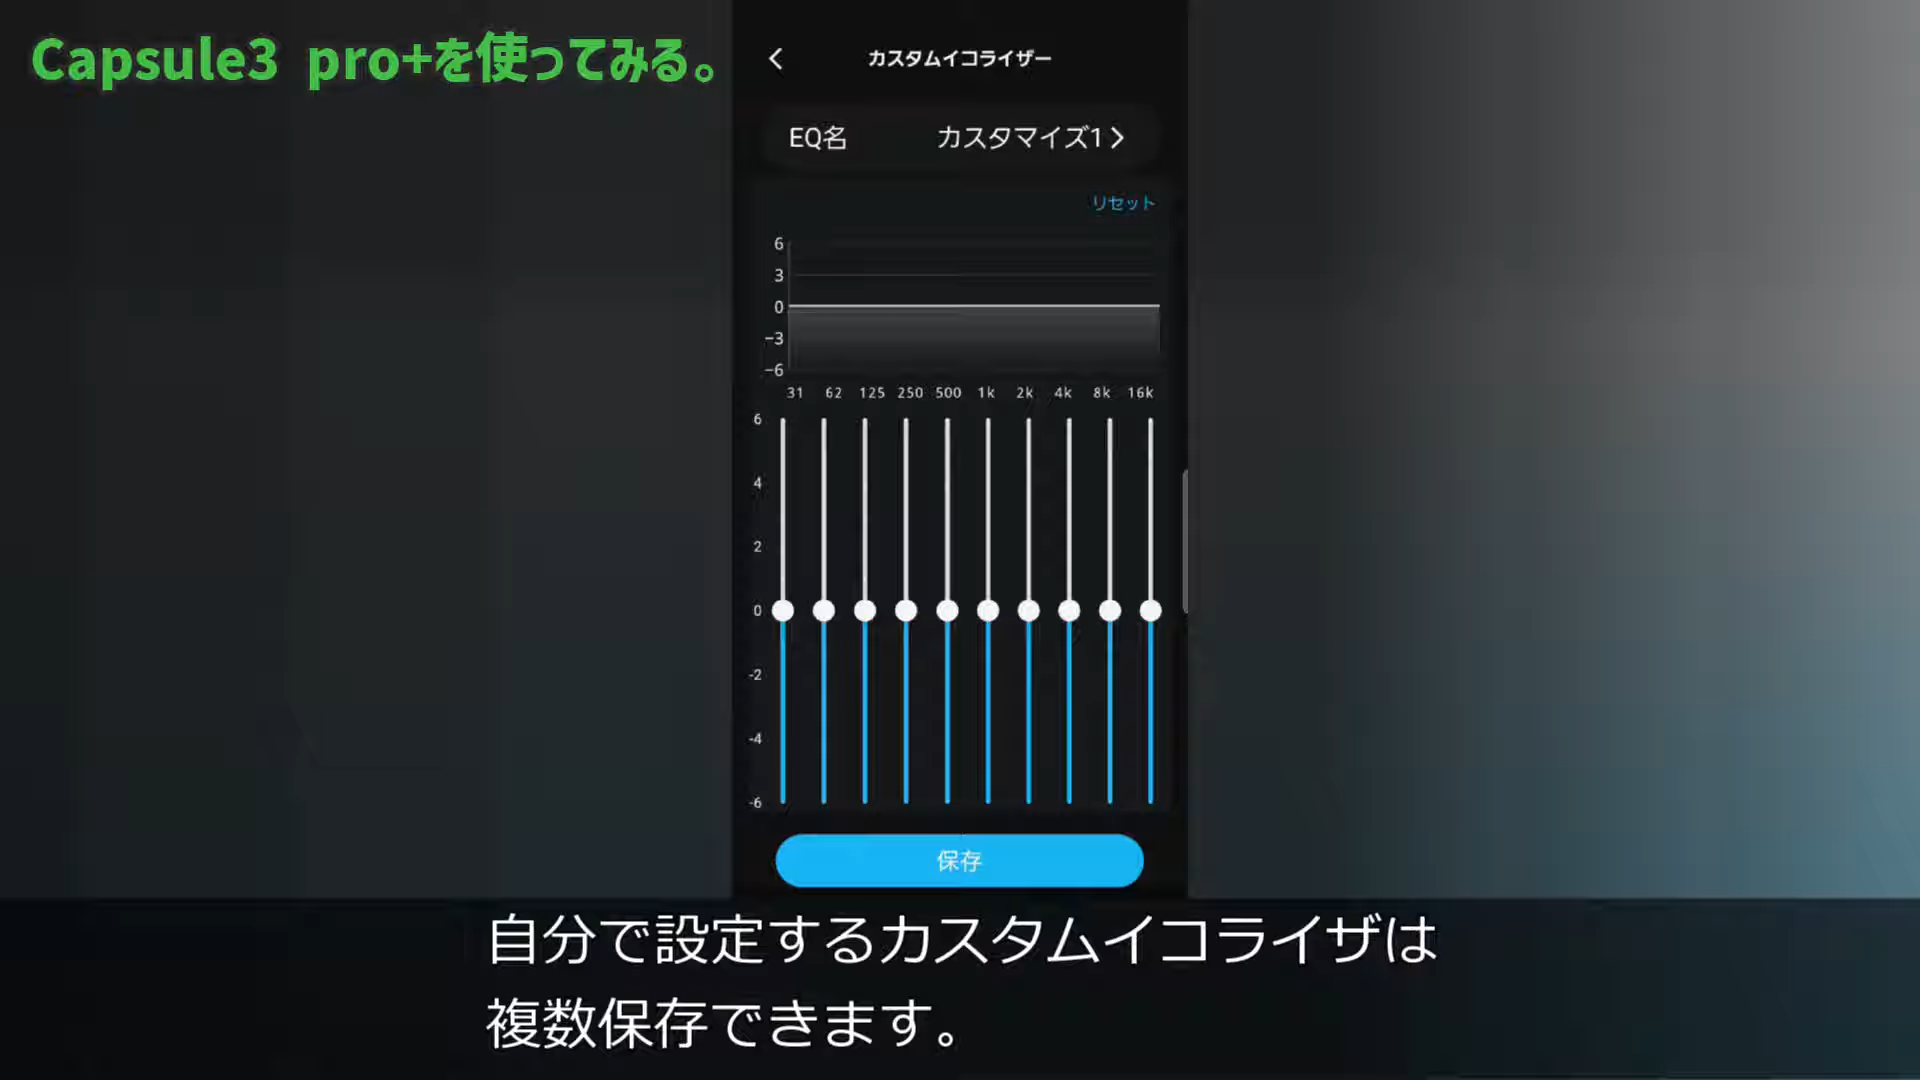 Capsule3 pro+を使ってみる。
カスタムイコライザー
EQ名 カスタマイズ1
リセット
6
3
0
−3
−6
31 62 125 250 500 1k 2k 4k 8k 16k
6
4
2
0
-2
-4
-6
保存
自分で設定するカスタムイコライザは
複数保存できます。